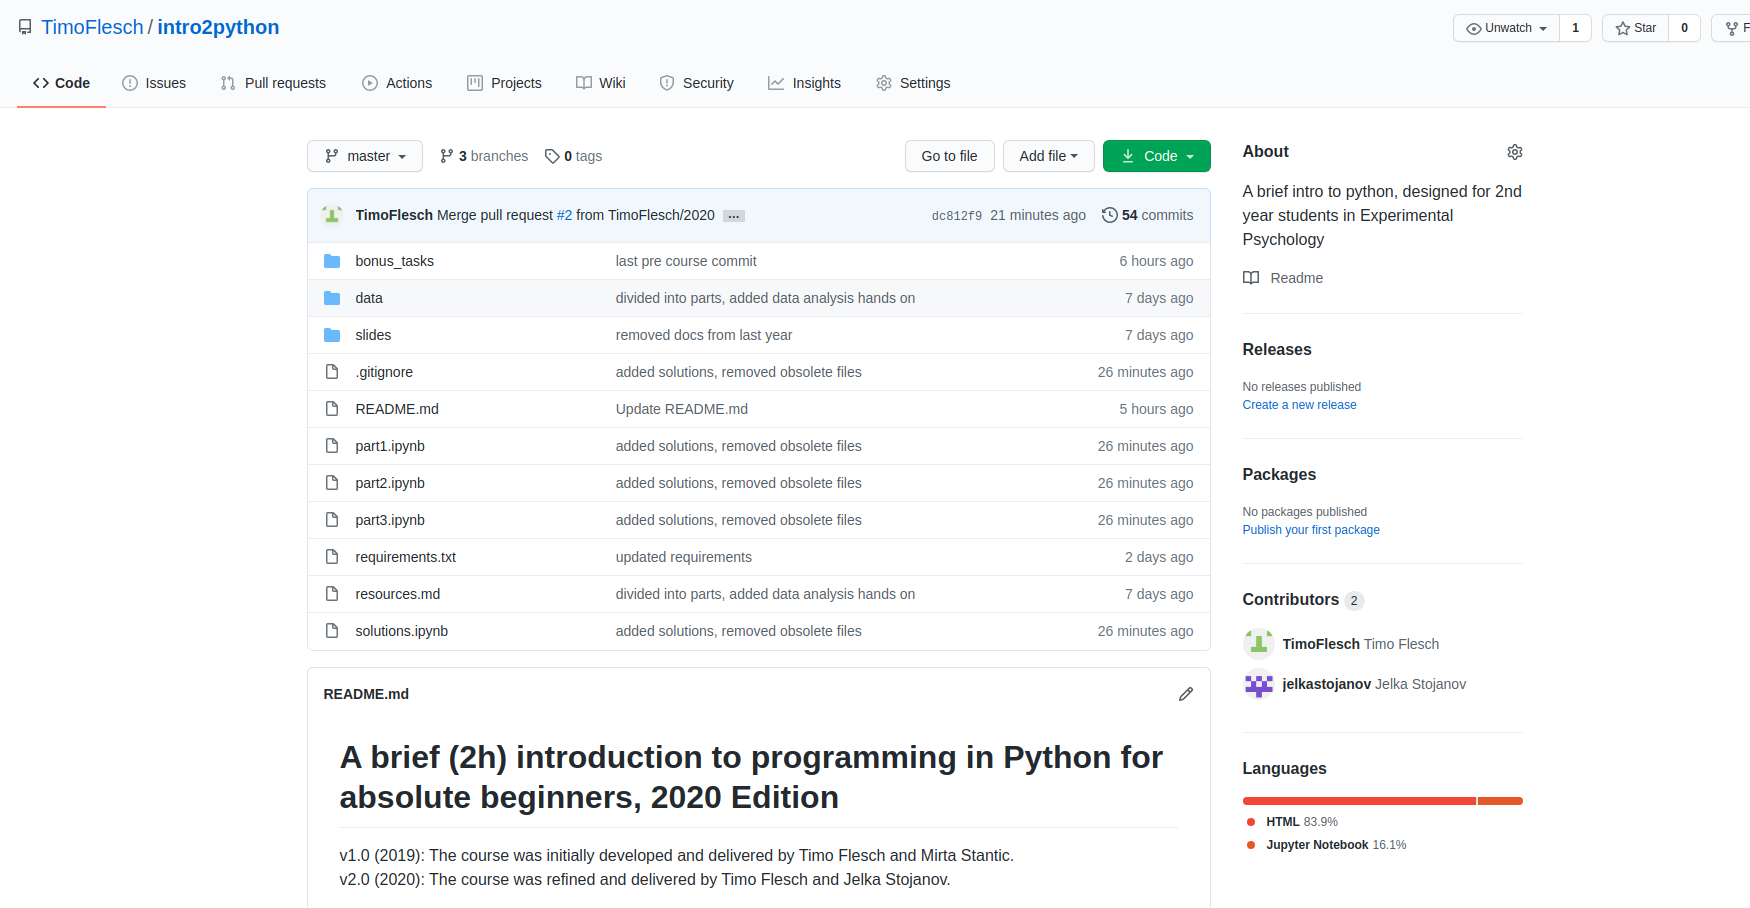 TimoFlesch / intro2python
Unwatch 1 Star 0 F
Code Issues Pull requests Actions Projects Wiki Security Insights Settings
master 3 branches 0 tags Go to file Add file Code
TimoFlesch Merge pull request #2 from TimoFlesch/2020 ... dc812f9 21 minutes ago 54 commits
bonus_tasks last pre course commit 6 hours ago
data divided into parts, added data analysis hands on 7 days ago
slides removed docs from last year 7 days ago
.gitignore added solutions, removed obsolete files 26 minutes ago
README.md Update README.md 5 hours ago
part1.ipynb added solutions, removed obsolete files 26 minutes ago
part2.ipynb added solutions, removed obsolete files 26 minutes ago
part3.ipynb added solutions, removed obsolete files 26 minutes ago
requirements.txt updated requirements 2 days ago
resources.md divided into parts, added data analysis hands on 7 days ago
solutions.ipynb added solutions, removed obsolete files 26 minutes ago
README.md
A brief (2h) introduction to programming in Python for
absolute beginners, 2020 Edition
v1.0 (2019): The course was initially developed and delivered by Timo Flesch and Mirta Stantic.
v2.0 (2020): The course was refined and delivered by Timo Flesch and Jelka Stojanov.
About
A brief intro to python, designed for 2nd
year students in Experimental
Psychology
Readme
Releases
No releases published
Create a new release
Packages
No packages published
Publish your first package
Contributors 2
TimoFlesch Timo Flesch
jelkastojanov Jelka Stojanov
Languages
HTML 83.9%
Jupyter Notebook 16.1%